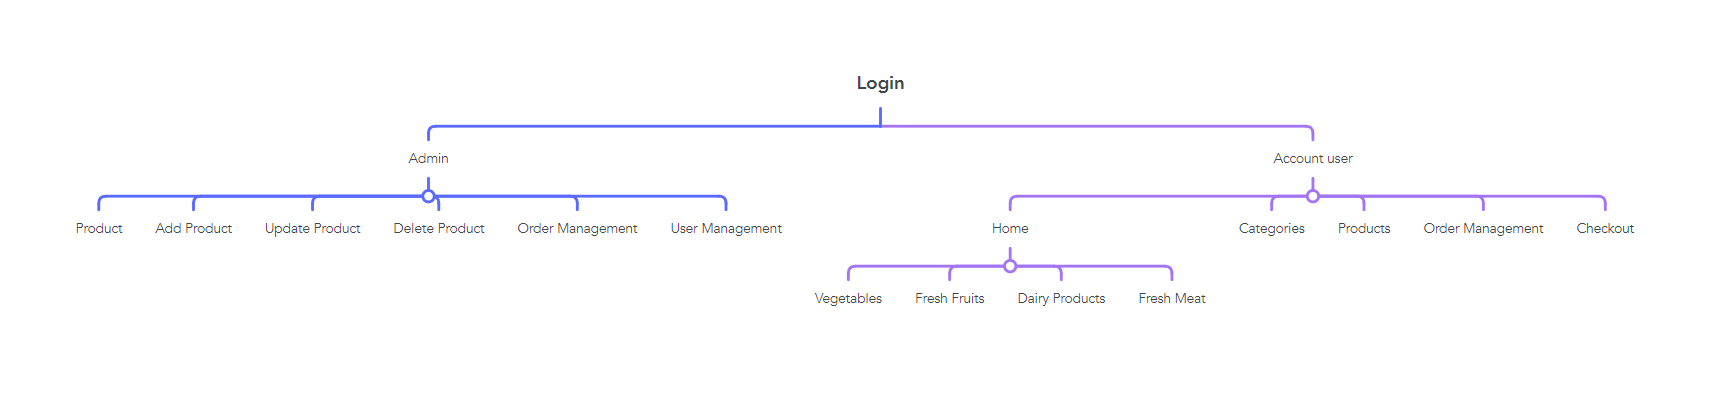 Login
Admin
Account user
Product
Add Product
Update Product
Delete Product
Order Management
User Management
Home
Categories
Products
Order Management
Checkout
Vegetables
Fresh Fruits
Dairy Products
Fresh Meat